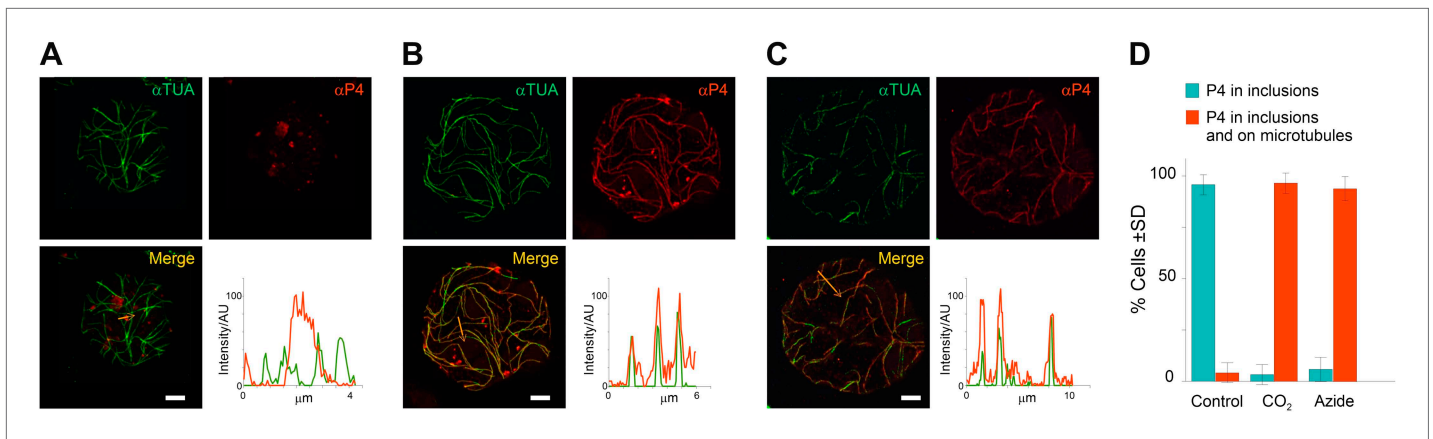 A
αTUA
αP4
Merge
Intensity/AU
100
0
0
μm
4
B
αTUA
αP4
Merge
Intensity/AU
100
0
0
μm
6
C
αTUA
αP4
Merge
Intensity/AU
100
0
0
μm
10
D
P4 in inclusions
P4 in inclusions
and on microtubules
% Cells ±SD
100
50
0
Control
CO₂
Azide